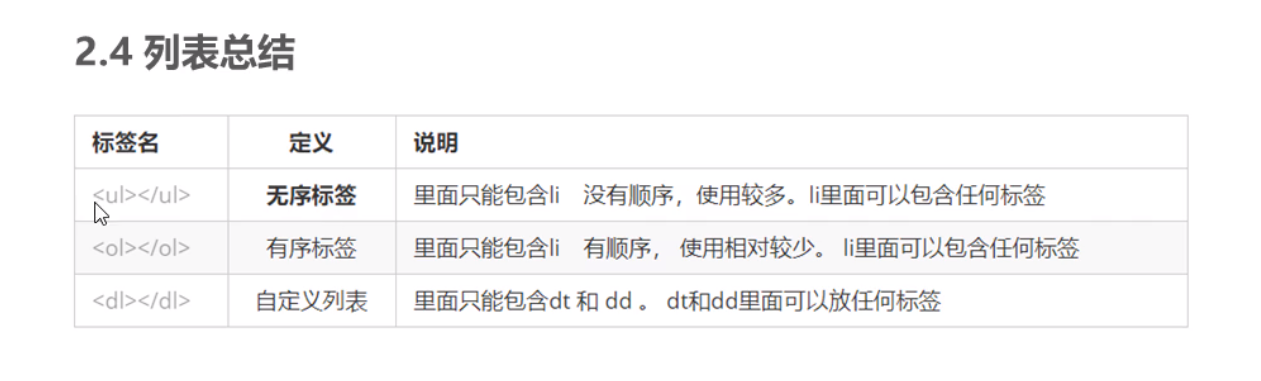 2.4 列表总结
标签名 定义 说明
<ul></ul> 无序标签 里面只能包含li 没有顺序，使用较多。li里面可以包含任何标签
<ol></ol> 有序标签 里面只能包含li 有顺序， 使用相对较少。 li里面可以包含任何标签
<dl></dl> 自定义列表 里面只能包含dt 和 dd 。 dt和dd里面可以放任何标签